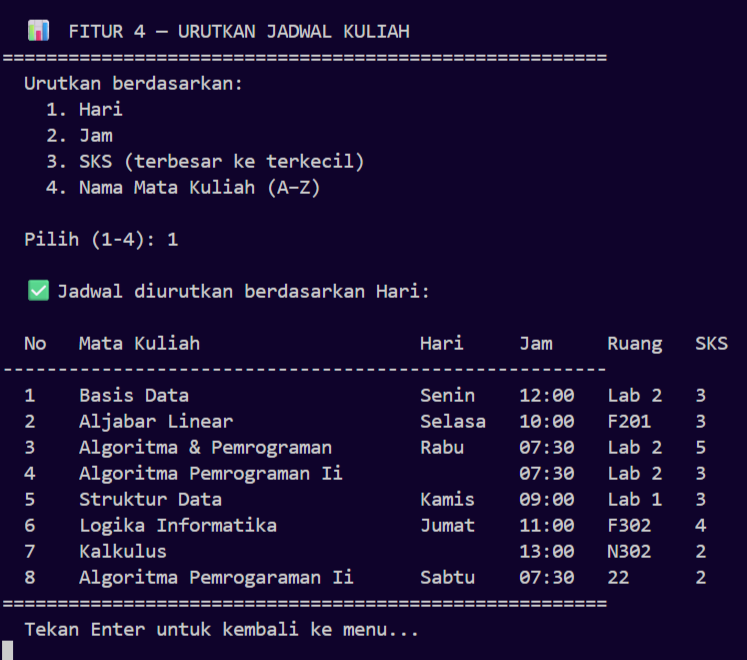 📊 FITUR 4 — URUTKAN JADWAL KULIAH
=======================================================
Urutkan berdasarkan:
1. Hari
2. Jam
3. SKS (terbesar ke terkecil)
4. Nama Mata Kuliah (A–Z)
Pilih (1-4): 1
✅ Jadwal diurutkan berdasarkan Hari:
No Mata Kuliah Hari Jam Ruang SKS
-------------------------------------------------------
1 Basis Data Senin 12:00 Lab 2 3
2 Aljabar Linear Selasa 10:00 F201 3
3 Algoritma & Pemrograman Rabu 07:30 Lab 2 5
4 Algoritma Pemrograman Ii 07:30 Lab 2 3
5 Struktur Data Kamis 09:00 Lab 1 3
6 Logika Informatika Jumat 11:00 F302 4
7 Kalkulus 13:00 N302 2
8 Algoritma Pemrogaraman Ii Sabtu 07:30 22 2
=======================================================
Tekan Enter untuk kembali ke menu...